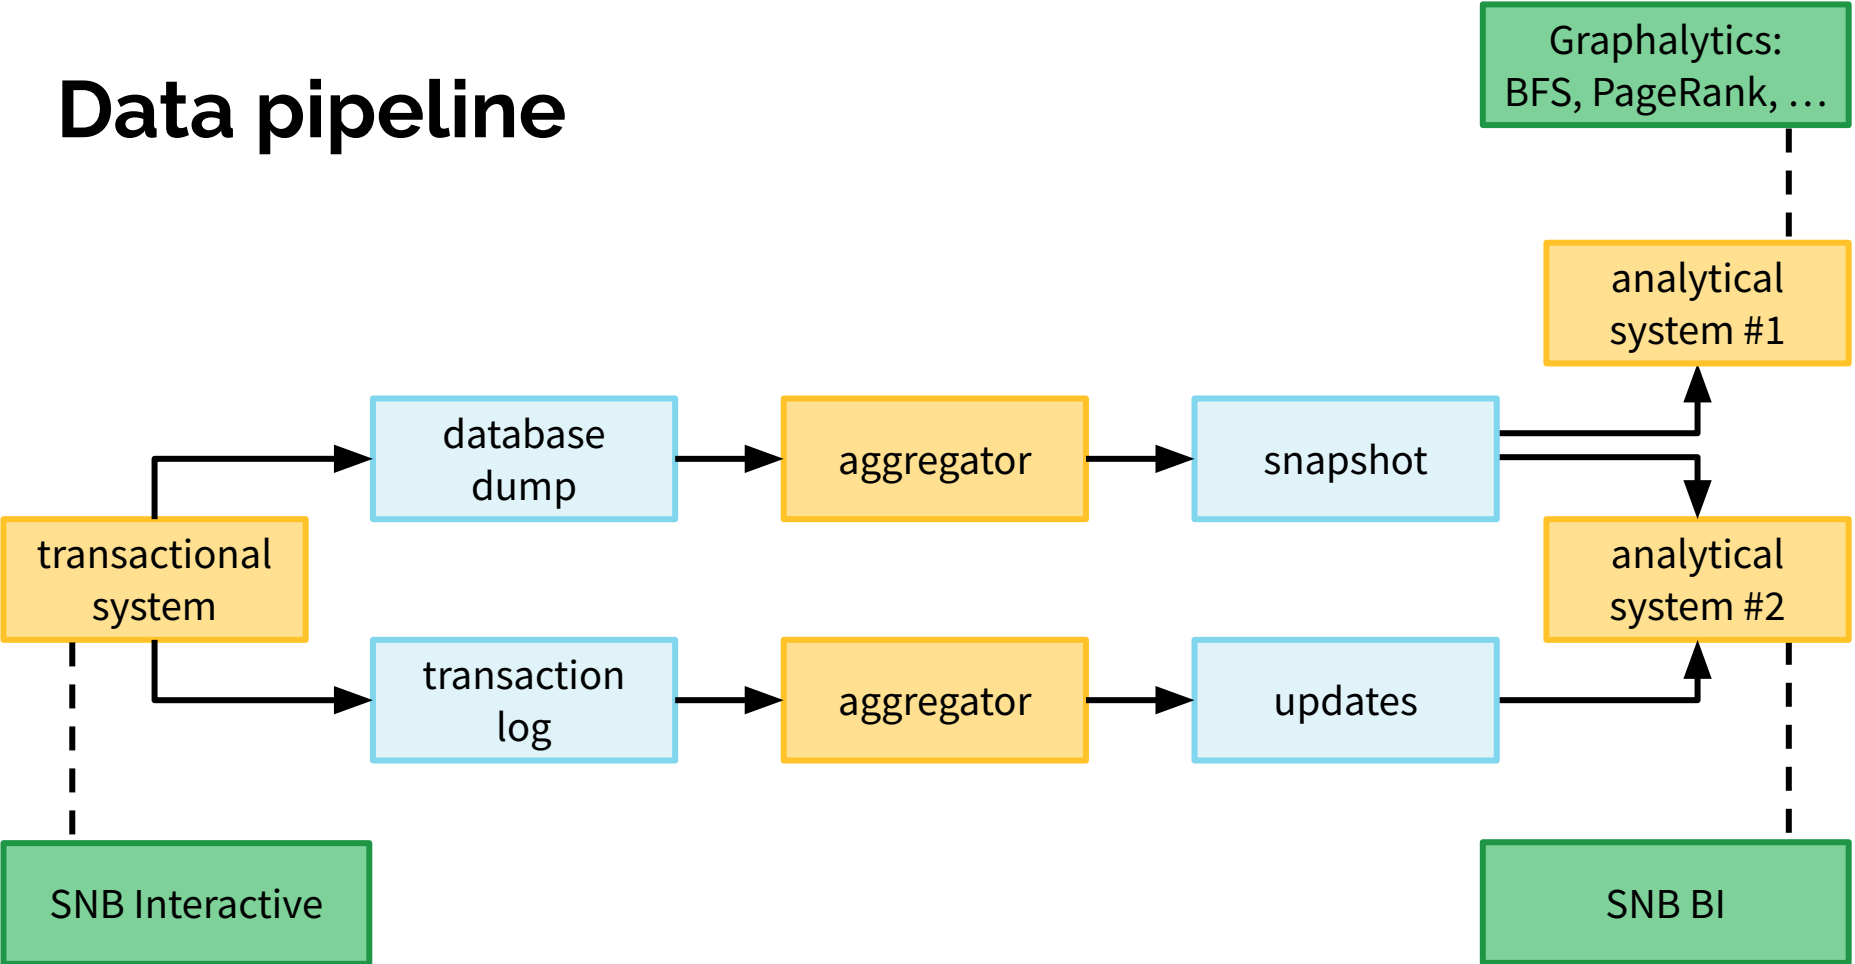 Data pipeline
Graphalytics:
BFS, PageRank, …
analytical
system #1
database
dump
aggregator
snapshot
transactional
system
analytical
system #2
transaction
log
aggregator
updates
SNB Interactive
SNB BI